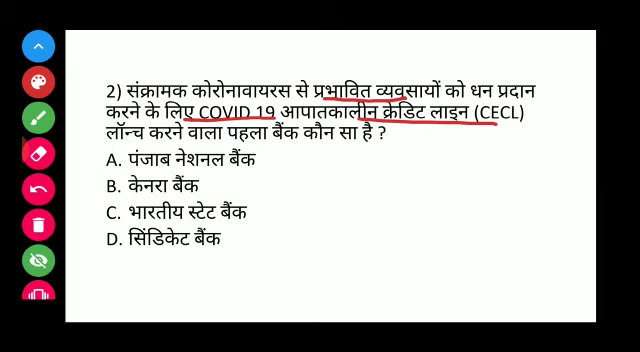 2) संक्रामक कोरोनावायरस से प्रभावित व्यवसायों को धन प्रदान
करने के लिए COVID 19 आपातकालीन क्रेडिट लाइन (CECL)
लॉन्च करने वाला पहला बैंक कौन सा है ?
A. पंजाब नेशनल बैंक
B. केनरा बैंक
C. भारतीय स्टेट बैंक
D. सिंडिकेट बैंक